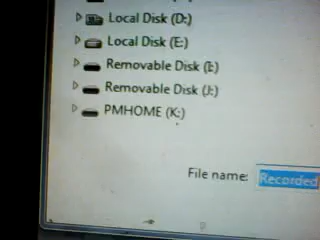 Local Disk (D:)
Local Disk (E:)
Removable Disk (I:)
Removable Disk (J:)
PMHOME (K:)
File name: Recorded